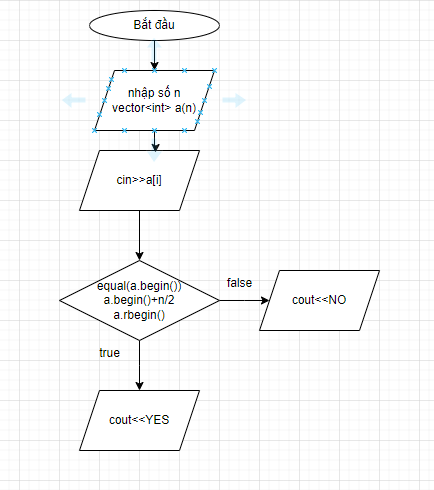 Bắt đầu
nhập số n
vector<int> a(n)
cin>>a[i]
equal(a.begin())
a.begin()+n/2
a.rbegin()
false
cout<<NO
true
cout<<YES